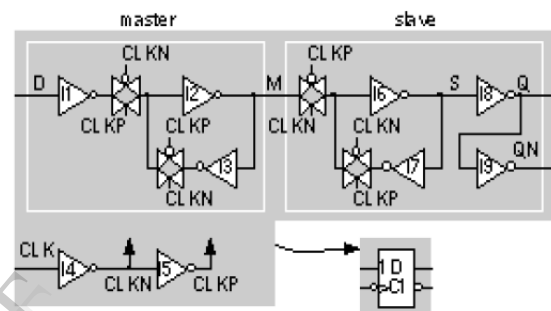 master slave
CLKN CLKP
D I1 I2 M I6 S I8 Q
CLKP CLKP CLKN CLKN
I3 I7 I9 QN
CLKN CLKP
CLK I4 I5 1D
CLKN CLKP C1